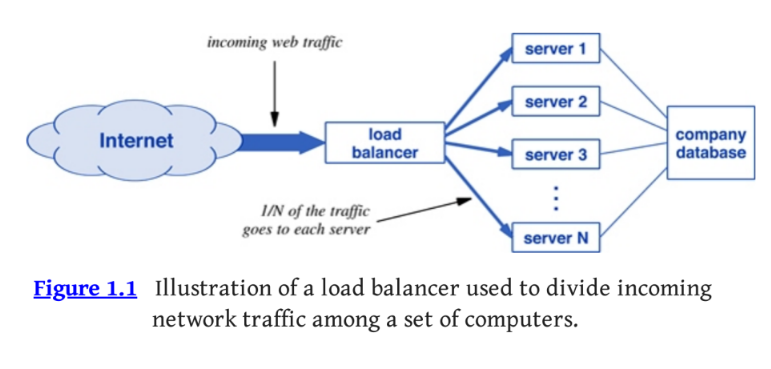 incoming web traffic
Internet
load
balancer
1/N of the traffic
goes to each server
server 1
server 2
server 3
server N
company
database
Figure 1.1 Illustration of a load balancer used to divide incoming
network traffic among a set of computers.